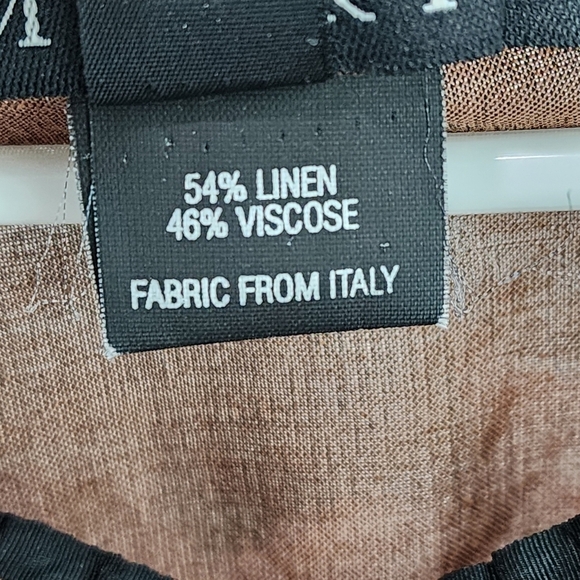 54% LINEN
46% VISCOSE
FABRIC FROM ITALY